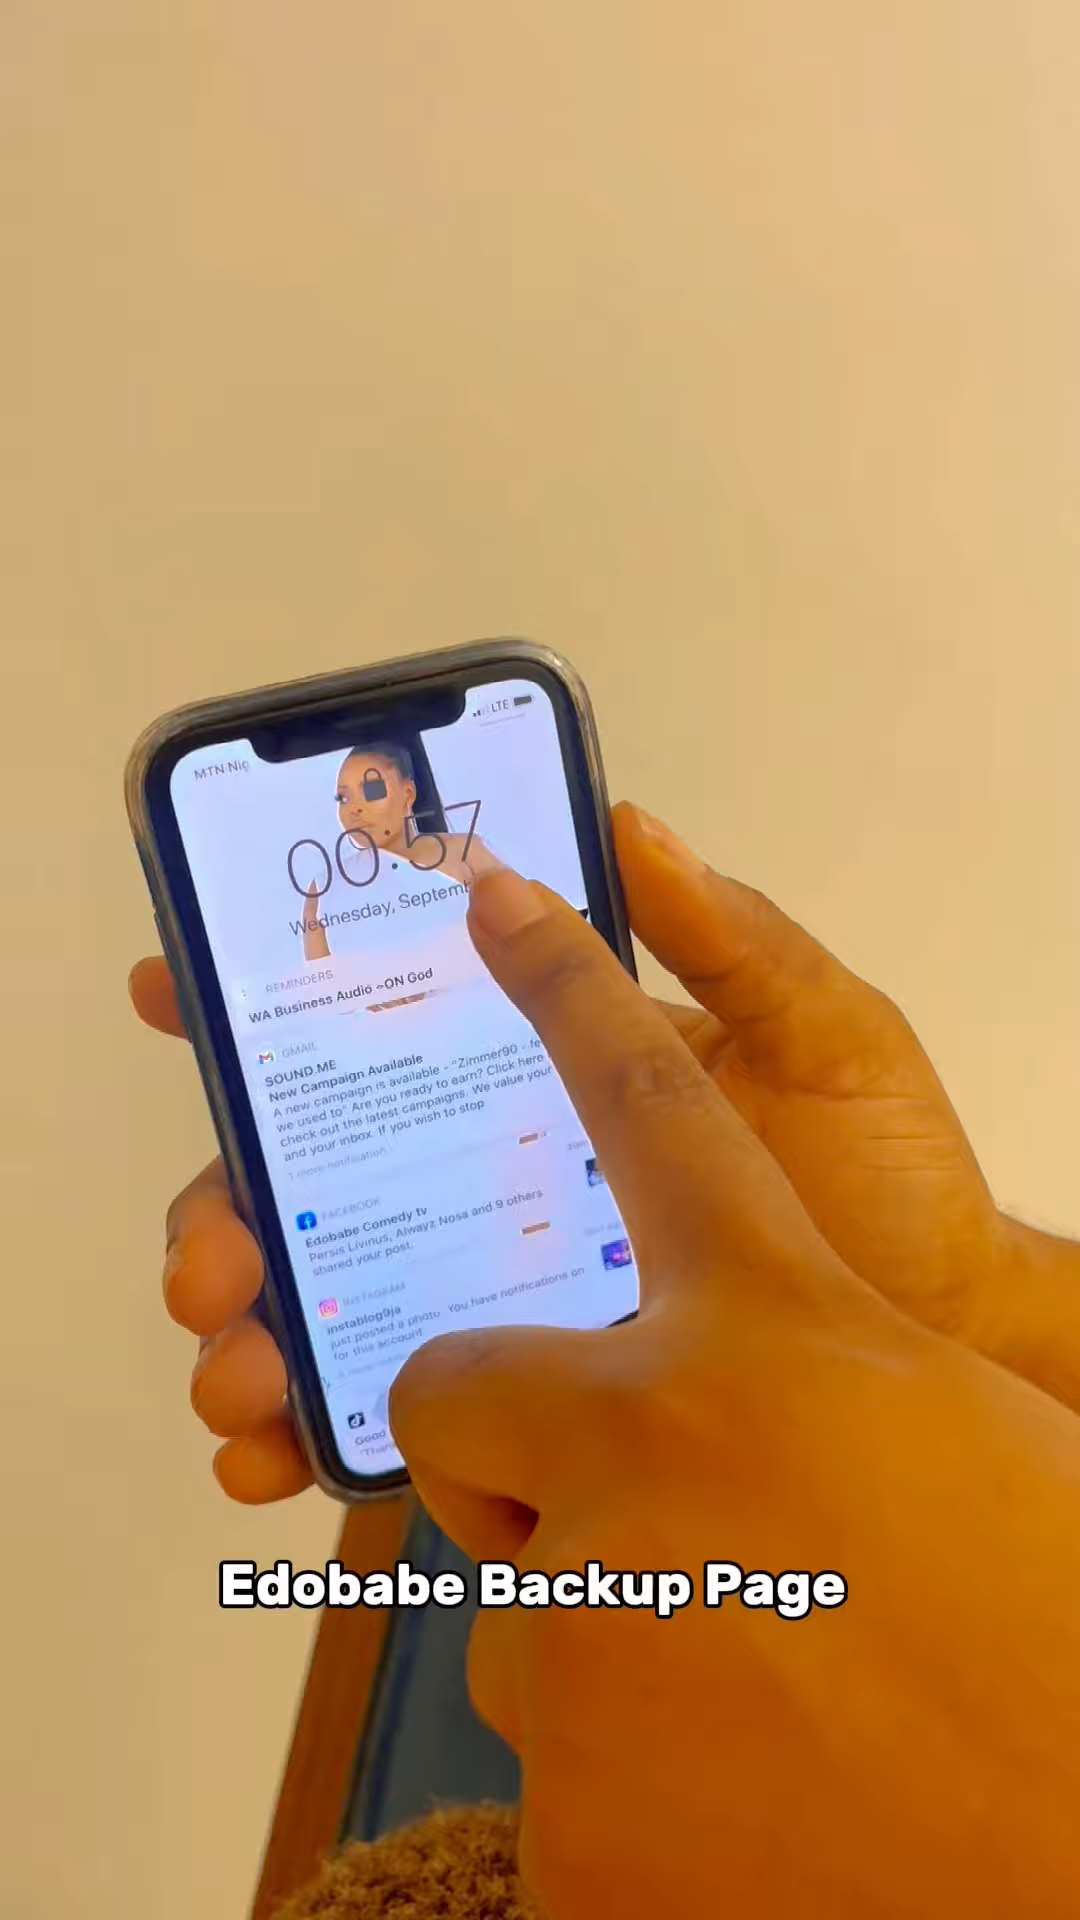 MTN Nig
LTE
00:57
Wednesday, Septemb
REMINDERS
WA Business Audio ~ON God
GMAIL
SOUND.ME
New Campaign Available
A new campaign is available - "Zimmer90 - fe
we used to" Are you ready to earn? Click here
check out the latest campaigns. We value your
and your inbox. If you wish to stop
1 more notification
FACEBOOK
Edobabe Comedy tv
Persis Livinus, Alwayz Nosa and 9 others
shared your post.
INSTAGRAM
instablog9ja
just posted a photo. You have notifications on
for this account
Good
"Than
Edobabe Backup Page